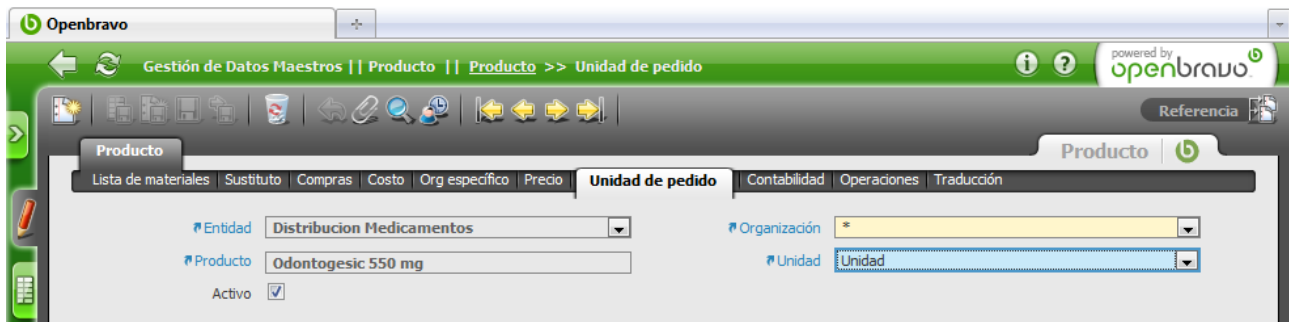 Openbravo
Gestión de Datos Maestros || Producto || Producto >> Unidad de pedido
powered by
openbravo
Referencia
Producto
Producto
Lista de materiales | Sustituto | Compras | Costo | Org específico | Precio | Unidad de pedido | Contabilidad | Operaciones | Traducción
Entidad Distribucion Medicamentos Organización *
Producto Odontogesic 550 mg Unidad Unidad
Activo